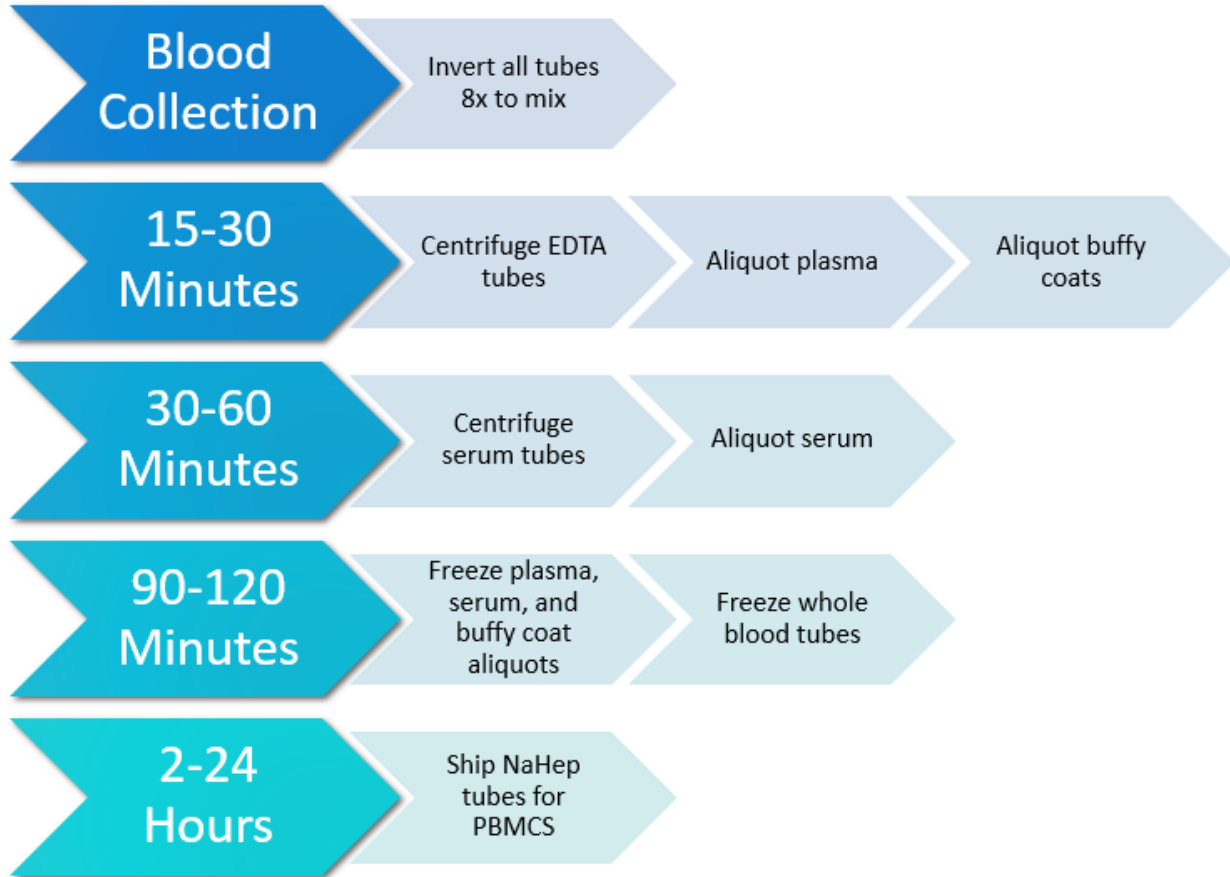 Blood
Collection
Invert all tubes
8x to mix
15-30
Minutes
Centrifuge EDTA
tubes
Aliquot plasma
Aliquot buffy
coats
30-60
Minutes
Centrifuge
serum tubes
Aliquot serum
90-120
Minutes
Freeze plasma,
serum, and
buffy coat
aliquots
Freeze whole
blood tubes
2-24
Hours
Ship NaHep
tubes for
PBMCS